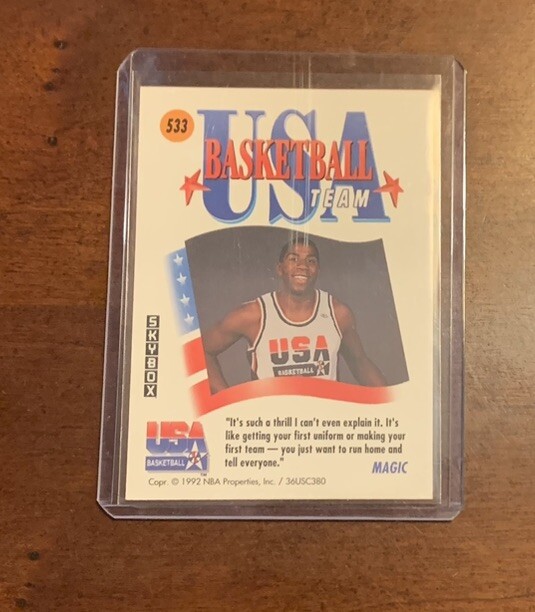 533
USA
BASKETBALL
TEAM
USA
BASKETBALL
SKYBOX
"It's such a thrill I can't even explain it. It's
like getting your first uniform or making your
first team — you just want to run home and
tell everyone."
MAGIC
USA
BASKETBALL
TM
Copr. © 1992 NBA Properties, Inc. / 36USC380